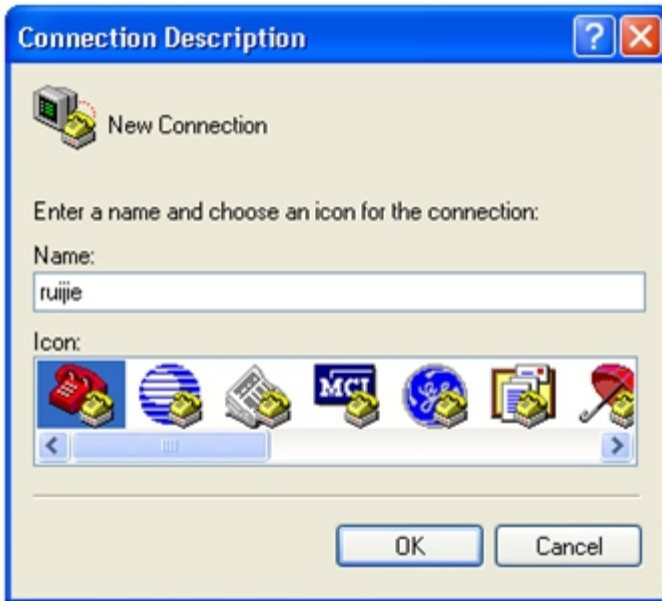 Connection Description
New Connection
Enter a name and choose an icon for the connection:
Name:
ruijie
Icon:
MCI
OK
Cancel